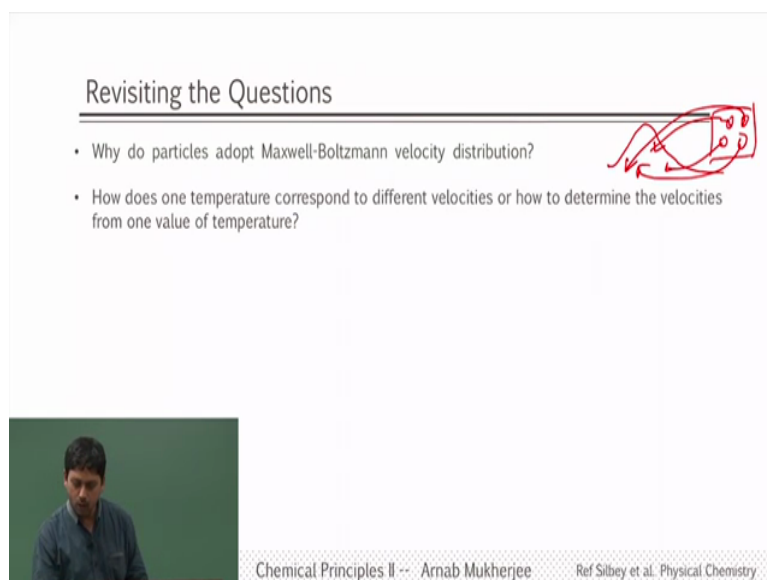 Revisiting the Questions
• Why do particles adopt Maxwell-Boltzmann velocity distribution?
• How does one temperature correspond to different velocities or how to determine the velocities
from one value of temperature?
Chemical Principles II -- Arnab Mukherjee
Ref Silbey et al. Physical Chemistry